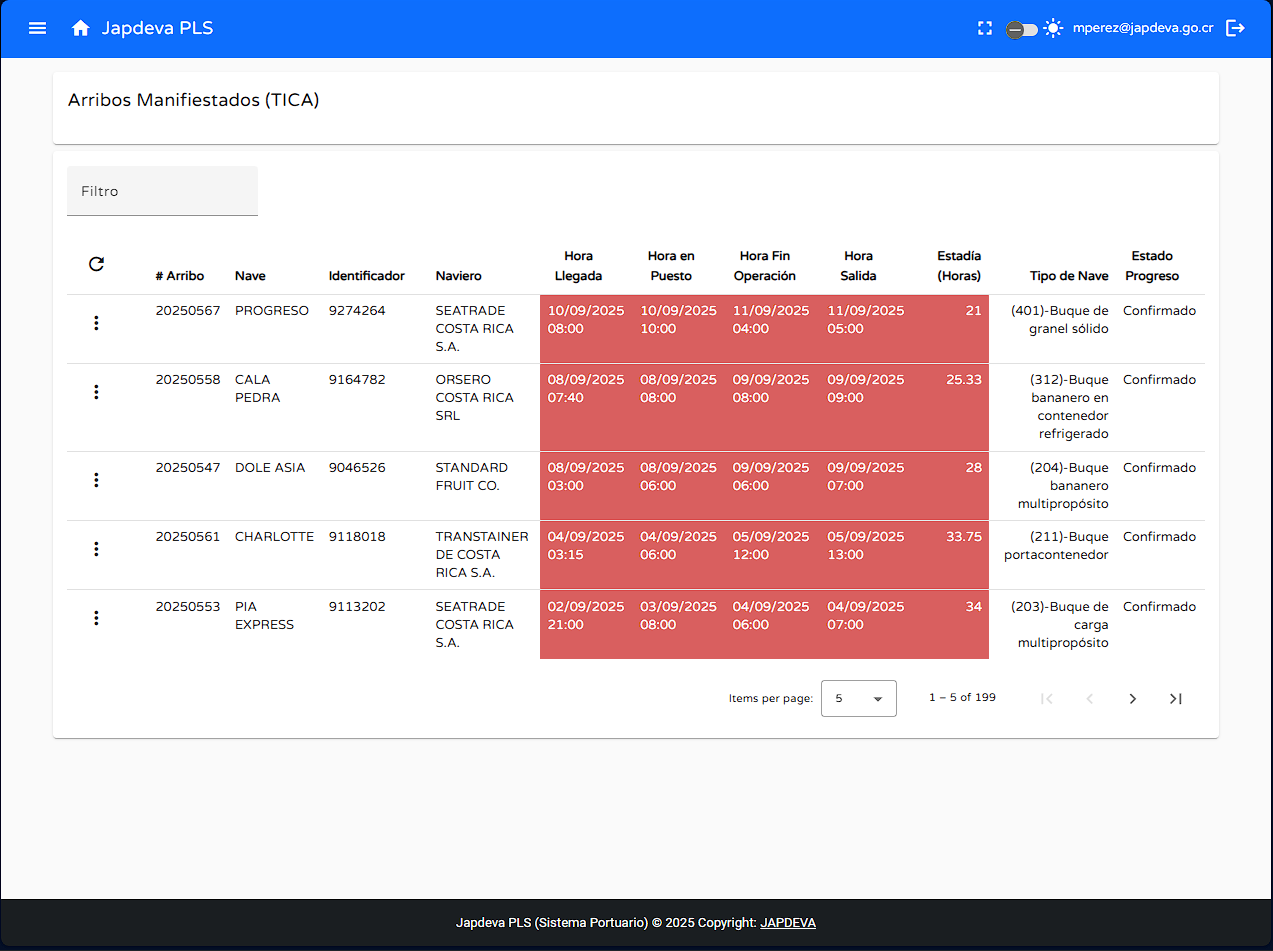 Japdeva PLS
mperez@japdeva.go.cr
Arribos Manifiestados (TICA)
Filtro
# Arribo Nave Identificador Naviero Hora Llegada Hora en Puesto Hora Fin Operación Hora Salida Estadía (Horas) Tipo de Nave Estado Progreso
20250567 PROGRESO 9274264 SEATRADE COSTA RICA S.A. 10/09/2025 08:00 10/09/2025 10:00 11/09/2025 04:00 11/09/2025 05:00 21 (401)-Buque de granel sólido Confirmado
20250558 CALA PEDRA 9164782 ORSERO COSTA RICA SRL 08/09/2025 07:40 08/09/2025 08:00 09/09/2025 08:00 09/09/2025 09:00 25.33 (312)-Buque bananero en contenedor refrigerado Confirmado
20250547 DOLE ASIA 9046526 STANDARD FRUIT CO. 08/09/2025 03:00 08/09/2025 06:00 09/09/2025 06:00 09/09/2025 07:00 28 (204)-Buque bananero multipropósito Confirmado
20250561 CHARLOTTE 9118018 TRANSTAINER DE COSTA RICA S.A. 04/09/2025 03:15 04/09/2025 06:00 05/09/2025 12:00 05/09/2025 13:00 33.75 (211)-Buque portacontenedor Confirmado
20250553 PIA EXPRESS 9113202 SEATRADE COSTA RICA S.A. 02/09/2025 21:00 03/09/2025 08:00 04/09/2025 06:00 04/09/2025 07:00 34 (203)-Buque de carga multipropósito Confirmado
Items per page: 5 1 – 5 of 199
Japdeva PLS (Sistema Portuario) © 2025 Copyright: JAPDEVA